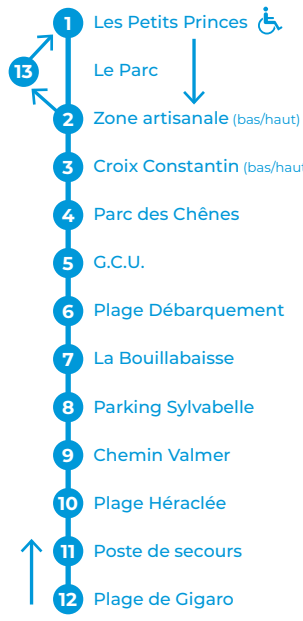 1 Les Petits Princes
13 Le Parc
2 Zone artisanale (bas/haut)
3 Croix Constantin (bas/haut
4 Parc des Chênes
5 G.C.U.
6 Plage Débarquement
7 La Bouillabaisse
8 Parking Sylvabelle
9 Chemin Valmer
10 Plage Héraclée
11 Poste de secours
12 Plage de Gigaro